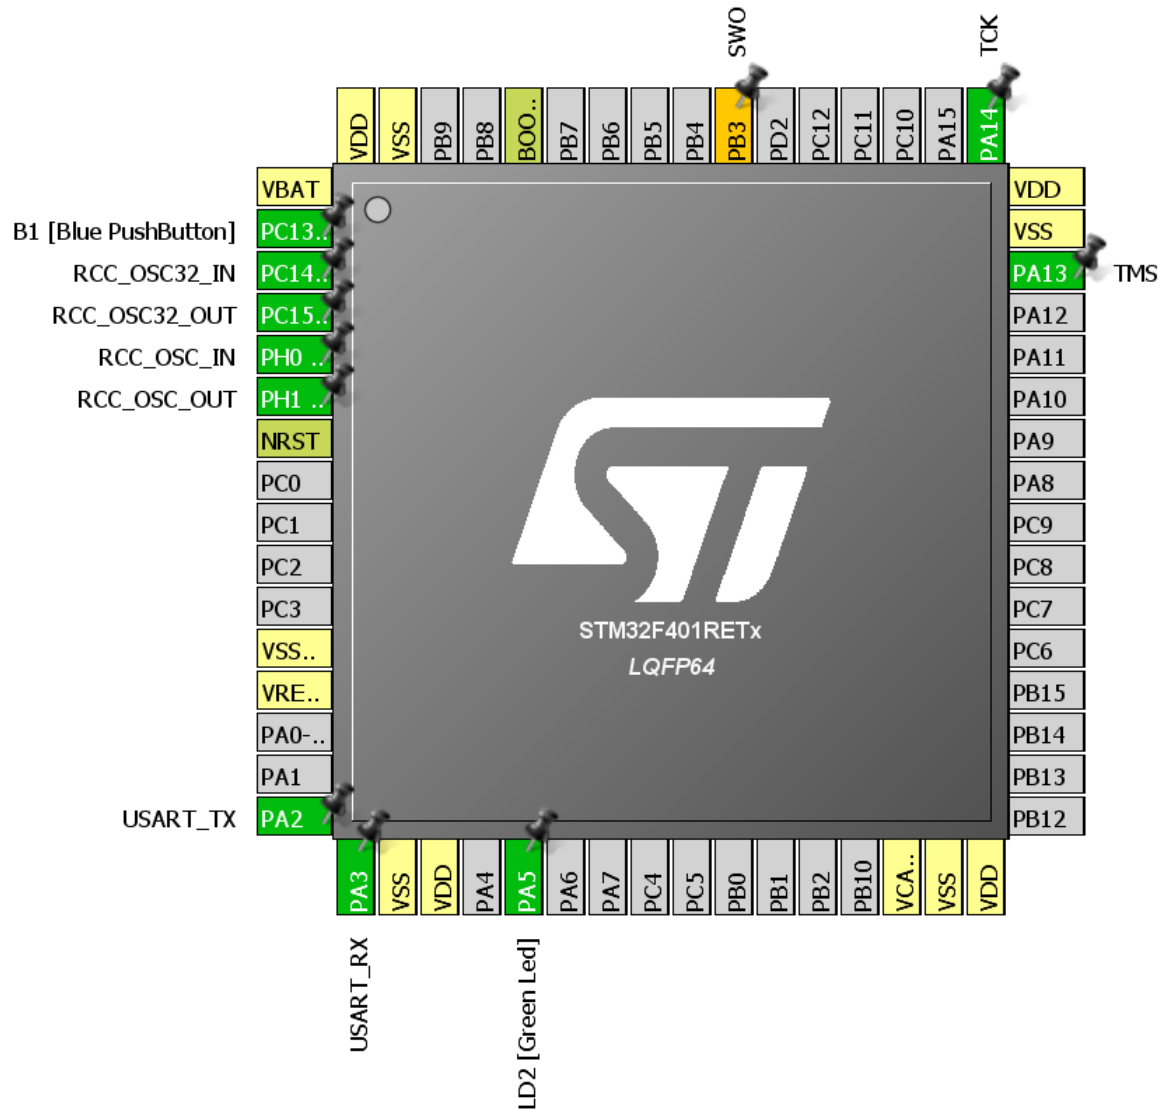 SWO
TCK
VDD
VSS
PB9
PB8
BOO..
PB7
PB6
PB5
PB4
PB3
PD2
PC12
PC11
PC10
PA15
PA14
VBAT
B1 [Blue PushButton] PC13..
RCC_OSC32_IN PC14..
RCC_OSC32_OUT PC15..
RCC_OSC_IN PH0 ..
RCC_OSC_OUT PH1 ..
NRST
PC0
PC1
PC2
PC3
VSS..
VRE..
PA0-..
PA1
USART_TX PA2
VDD
VSS
PA13 TMS
PA12
PA11
PA10
PA9
PA8
PC9
PC8
PC7
PC6
PB15
PB14
PB13
PB12
ST
STM32F401RETx
LQFP64
PA3
VSS
VDD
PA4
PA5
PA6
PA7
PC4
PC5
PB0
PB1
PB2
PB10
VCA..
VSS
VDD
USART_RX
LD2 [Green Led]